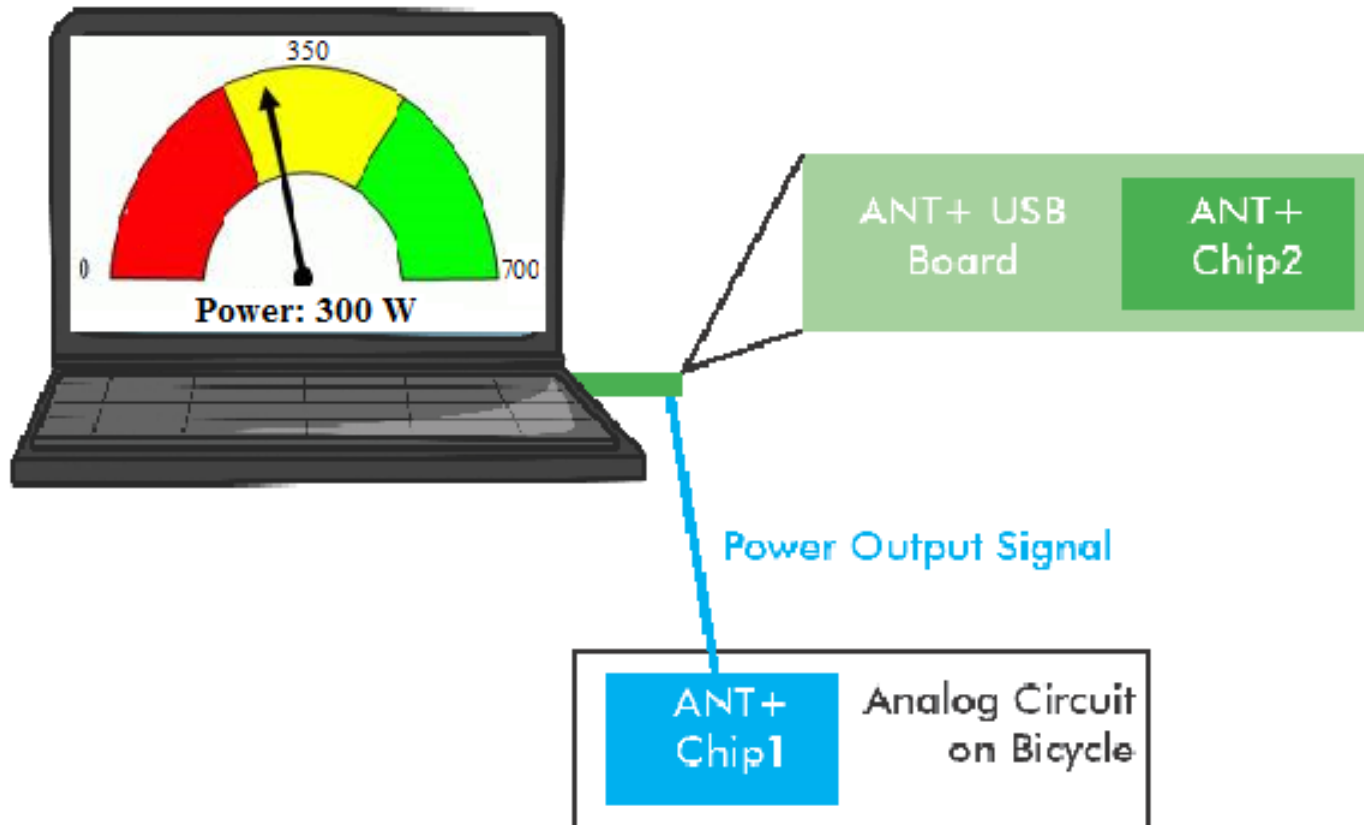 350
0
700
Power: 300 W
ANT+ USB
Board
ANT+
Chip2
Power Output Signal
ANT+
Chip1
Analog Circuit
on Bicycle